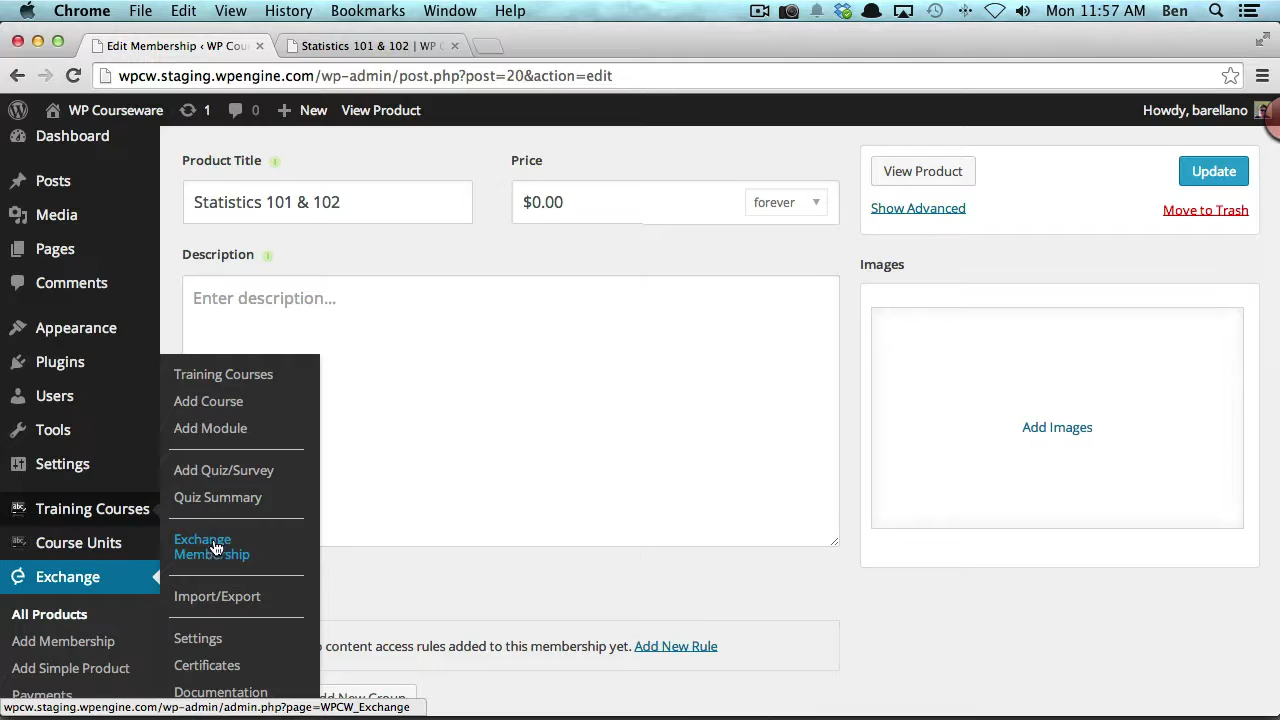 Chrome File Edit View History Bookmarks Window Help Mon 11:57 AM Ben
Edit Membership ‹ WP Cou
Statistics 101 & 102 | WP C
wpcw.staging.wpengine.com/wp-admin/post.php?post=20&action=edit
WP Courseware 1 0 New View Product Howdy, barellano
Dashboard
Posts
Media
Pages
Comments
Appearance
Plugins
Users
Tools
Settings
Training Courses
Course Units
Exchange
All Products
Add Membership
Add Simple Product
Payments
Training Courses
Add Course
Add Module
Add Quiz/Survey
Quiz Summary
Exchange
Membership
Import/Export
Settings
Certificates
Documentation
Product Title
Statistics 101 & 102
Price
$0.00 forever
Description
Enter description...
content access rules added to this membership yet. Add New Rule
Add New Group
View Product
Update
Show Advanced
Move to Trash
Images
Add Images
wpcw.staging.wpengine.com/wp-admin/admin.php?page=WPCW_Exchange